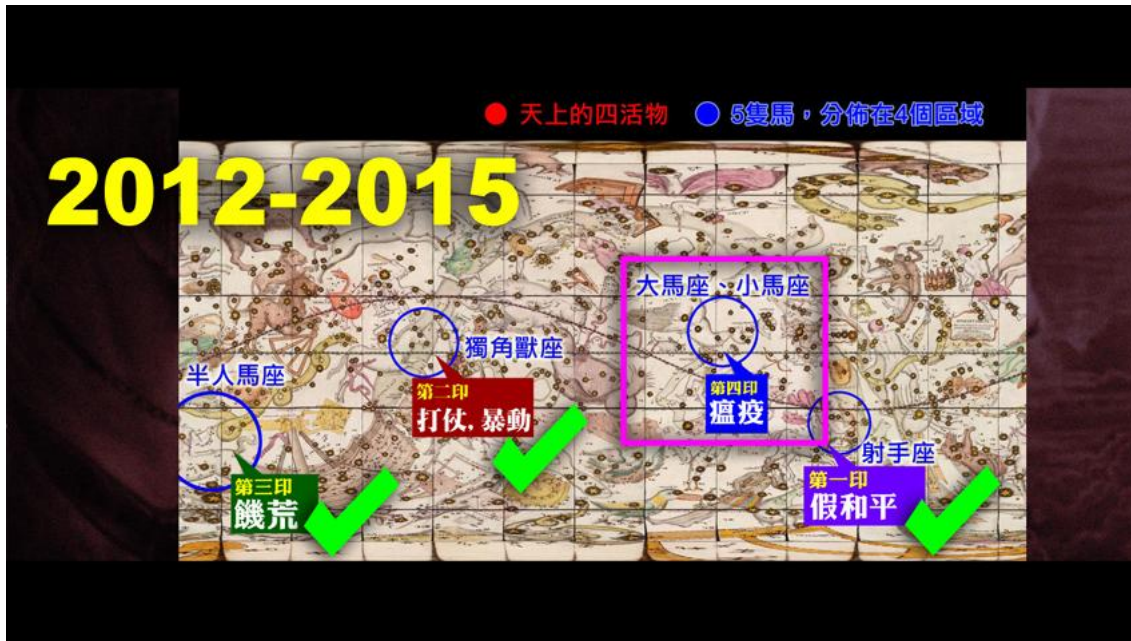 天上的四活物
5隻馬，分佈在4個區域
2012-2015
大馬座、小馬座
獨角獸座
半人馬座
第二印
打仗,暴動
第四印
瘟疫
射手座
第三印
饑荒
第一印
假和平